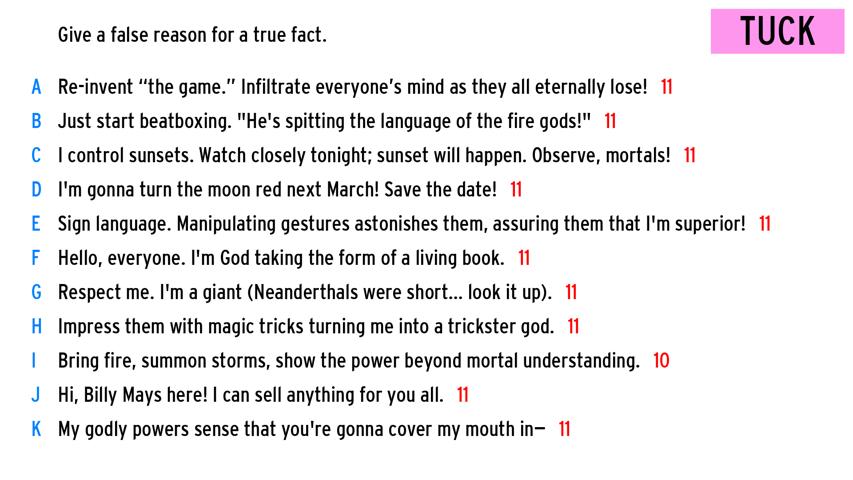 Give a false reason for a true fact.
TUCK
A Re-invent “the game.” Infiltrate everyone’s mind as they all eternally lose! 11
B Just start beatboxing. "He's spitting the language of the fire gods!" 11
C I control sunsets. Watch closely tonight; sunset will happen. Observe, mortals! 11
D I'm gonna turn the moon red next March! Save the date! 11
E Sign language. Manipulating gestures astonishes them, assuring them that I'm superior! 11
F Hello, everyone. I'm God taking the form of a living book. 11
G Respect me. I'm a giant (Neanderthals were short... look it up). 11
H Impress them with magic tricks turning me into a trickster god. 11
I Bring fire, summon storms, show the power beyond mortal understanding. 10
J Hi, Billy Mays here! I can sell anything for you all. 11
K My godly powers sense that you're gonna cover my mouth in— 11